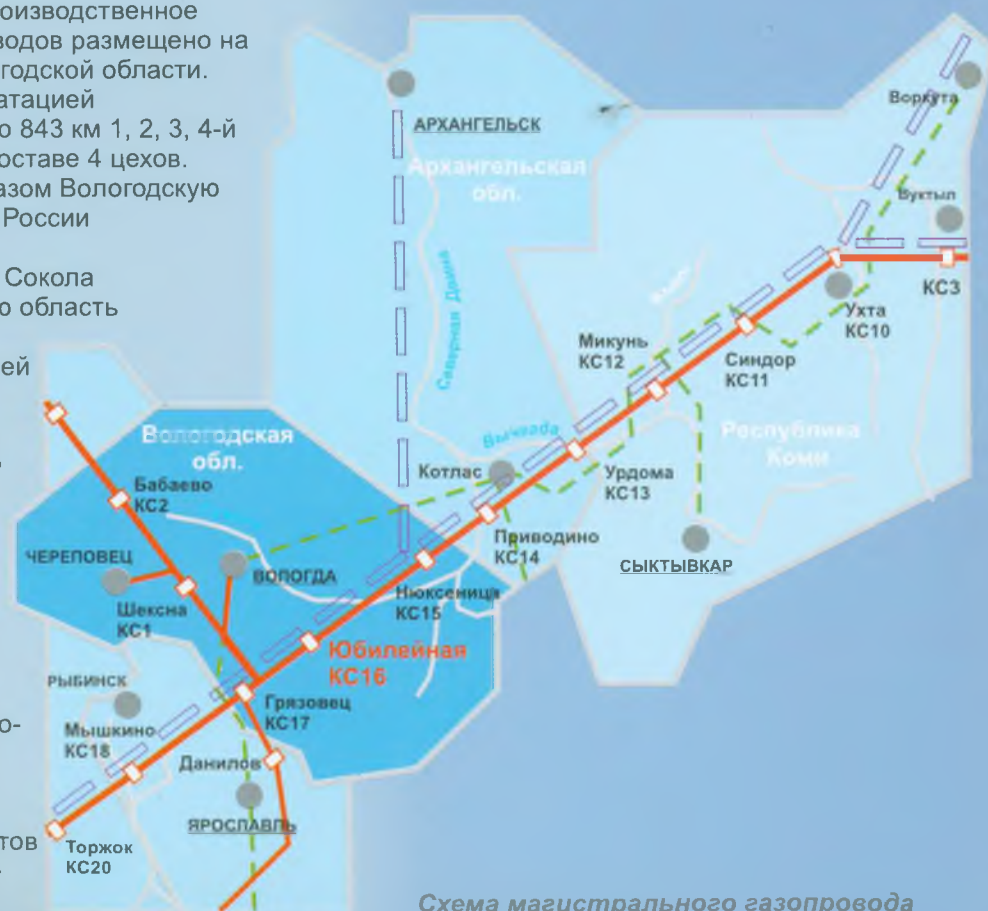 оизводственное
водов размещено на
годской области.
атацией
о 843 км 1, 2, 3, 4-й
оставе 4 цехов.
азом Вологодскую
России
Сокола
ю область
ей
о-
тов
АРХАНГЕЛЬСК
Архангельская
обл.
Северная Двина
Воркута
Вуктыл
КС3
Ухта
КС10
Синдор
КС11
Микунь
КС12
Республика
Коми
Вычегда
Урдома
КС13
Котлас
Приводино
КС14
СЫКТЫВКАР
Вологодская
обл.
Бабаево
КС2
ЧЕРЕПОВЕЦ
ВОЛОГДА
Шексна
КС1
Нюксеница
КС15
Юбилейная
КС16
РЫБИНСК
Грязовец
КС17
Мышкино
КС18
Данилов
ЯРОСЛАВЛЬ
Торжок
КС20
Схема магистрального газопровода